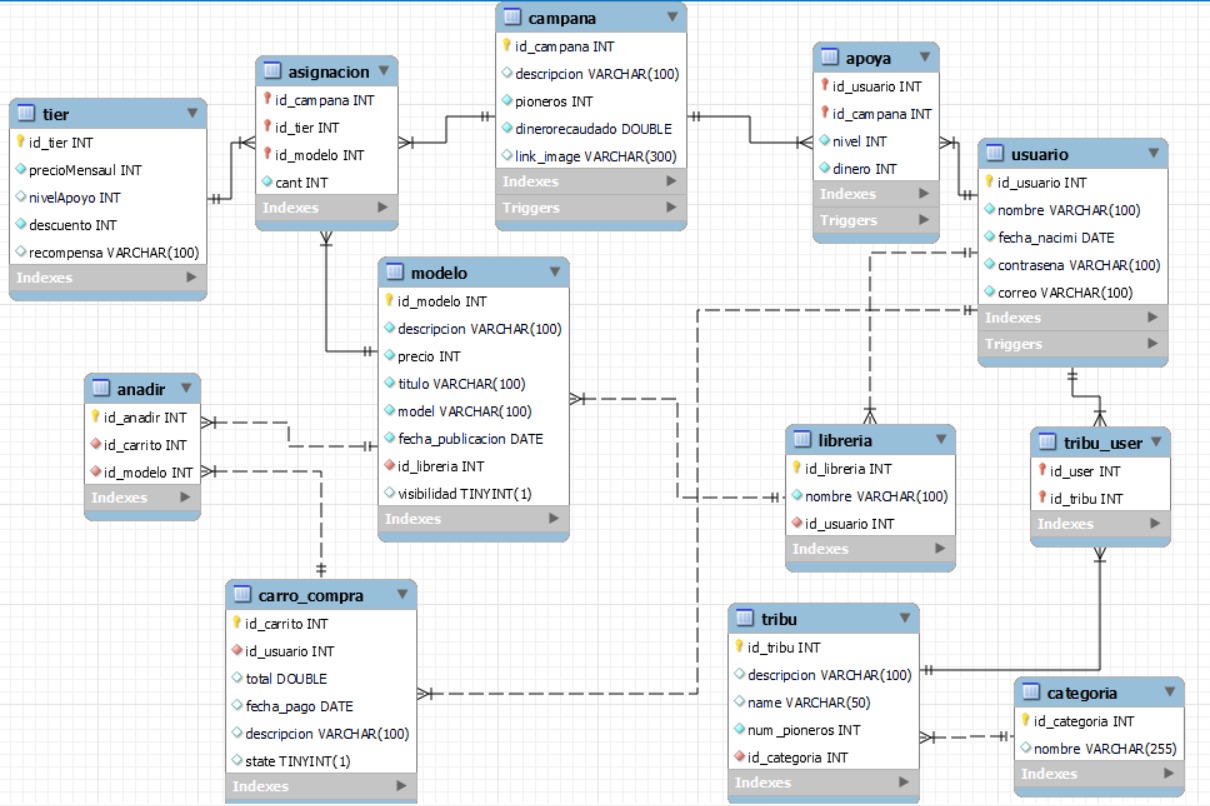 campana
id_campana INT
descripcion VARCHAR(100)
pioneros INT
dinerorecaudado DOUBLE
link_image VARCHAR(300)
Indexes
Triggers
asignacion
id_campana INT
id_tier INT
id_modelo INT
cant INT
Indexes
apoya
id_usuario INT
id_campana INT
nivel INT
dinero INT
Indexes
Triggers
tier
id_tier INT
precioMensaul INT
nivelApoyo INT
descuento INT
recompensa VARCHAR(100)
Indexes
usuario
id_usuario INT
nombre VARCHAR(100)
fecha_nacimi DATE
contrasena VARCHAR(100)
correo VARCHAR(100)
Indexes
Triggers
modelo
id_modelo INT
descripcion VARCHAR(100)
precio INT
titulo VARCHAR(100)
model VARCHAR(100)
fecha_publicacion DATE
id_libreria INT
visibilidad TINYINT(1)
Indexes
anadir
id_anadir INT
id_carrito INT
id_modelo INT
Indexes
libreria
id_libreria INT
nombre VARCHAR(100)
id_usuario INT
Indexes
tribu_user
id_user INT
id_tribu INT
Indexes
carro_compra
id_carrito INT
id_usuario INT
total DOUBLE
fecha_pago DATE
descripcion VARCHAR(100)
state TINYINT(1)
Indexes
tribu
id_tribu INT
descripcion VARCHAR(100)
name VARCHAR(50)
num_pioneros INT
id_categoria INT
Indexes
categoria
id_categoria INT
nombre VARCHAR(255)
Indexes